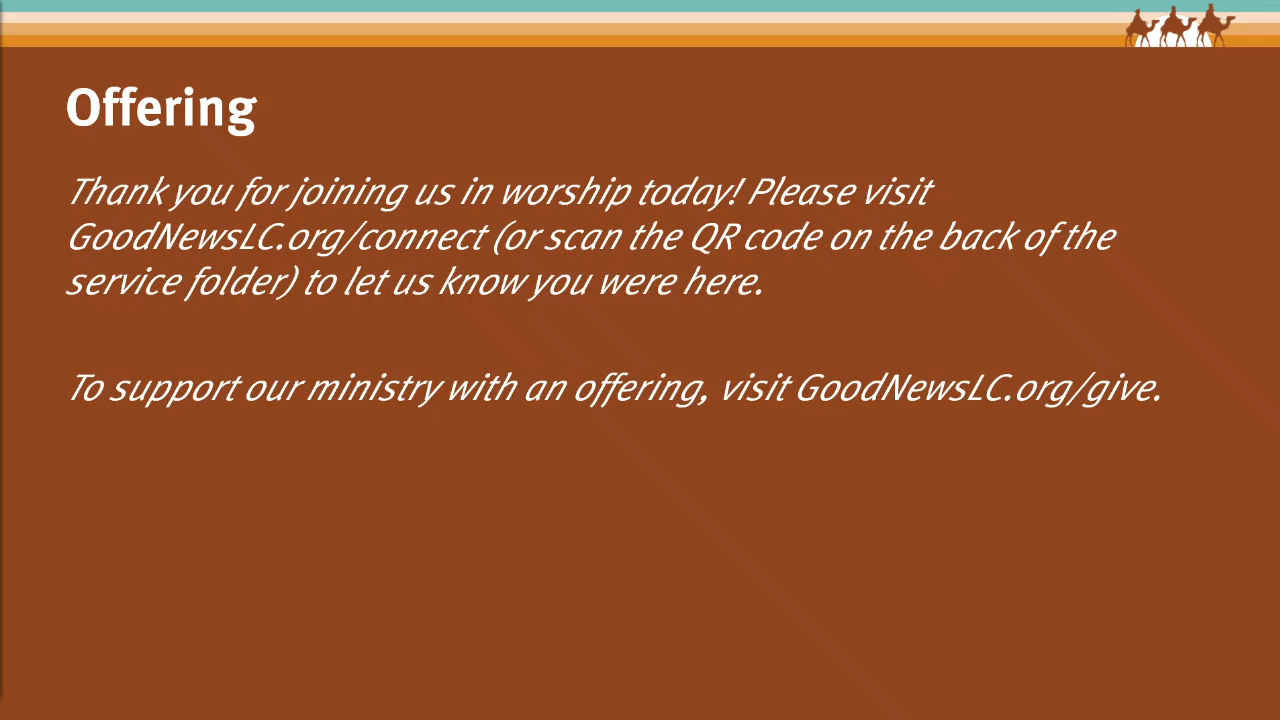 Offering
Thank you for joining us in worship today! Please visit
GoodNewsLC.org/connect (or scan the QR code on the back of the
service folder) to let us know you were here.
To support our ministry with an offering, visit GoodNewsLC.org/give.